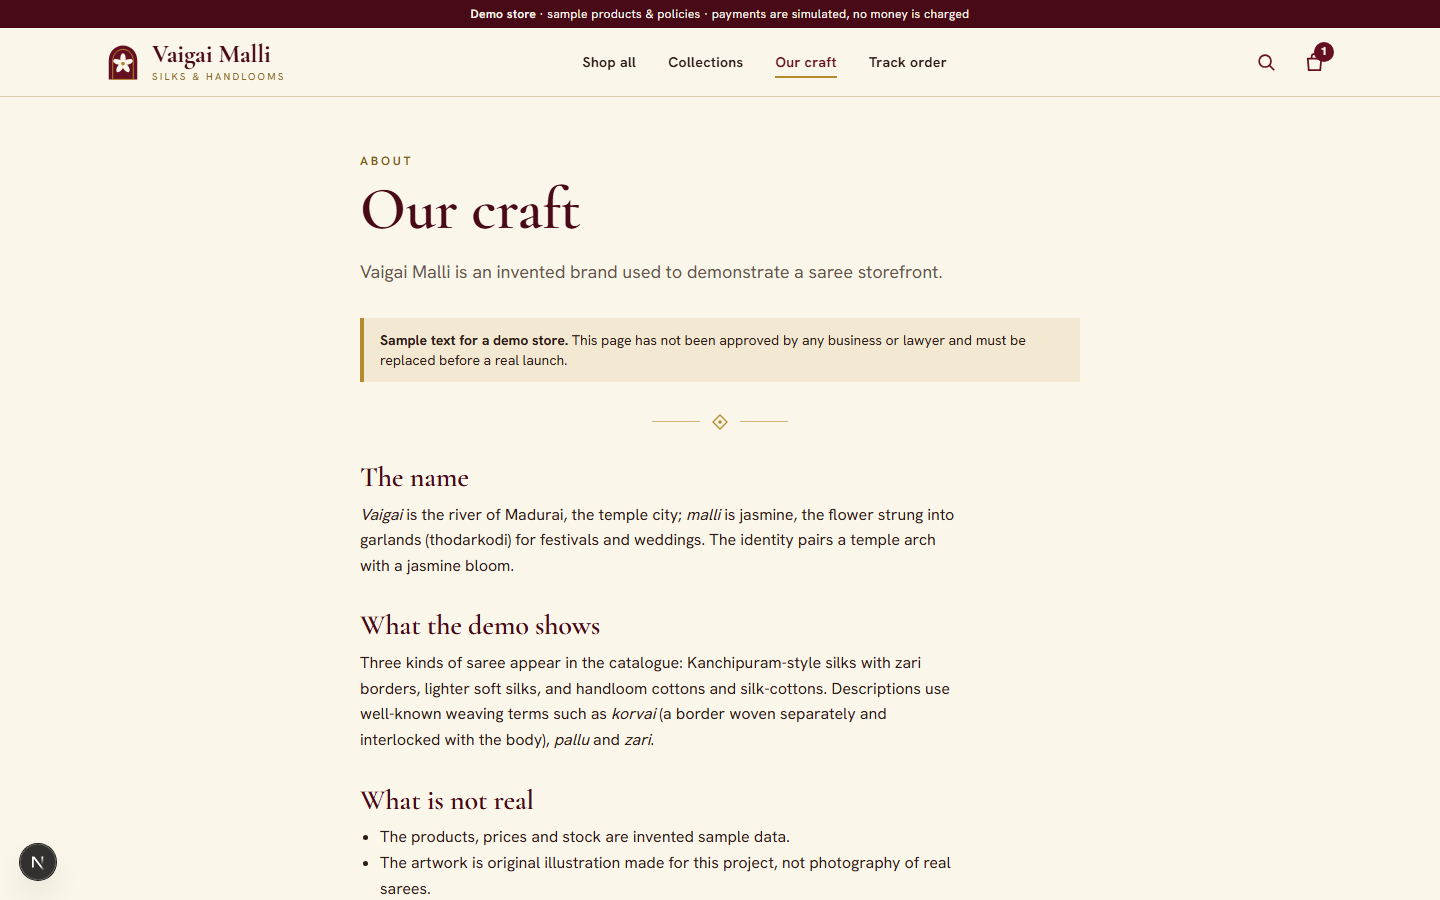 Demo store · sample products & policies · payments are simulated, no money is charged
Vaigai Malli
SILKS & HANDLOOMS
Shop all
Collections
Our craft
Track order
1
ABOUT
Our craft
Vaigai Malli is an invented brand used to demonstrate a saree storefront.
Sample text for a demo store. This page has not been approved by any business or lawyer and must be
replaced before a real launch.
The name
Vaigai is the river of Madurai, the temple city; malli is jasmine, the flower strung into
garlands (thodarkodi) for festivals and weddings. The identity pairs a temple arch
with a jasmine bloom.
What the demo shows
Three kinds of saree appear in the catalogue: Kanchipuram-style silks with zari
borders, lighter soft silks, and handloom cottons and silk-cottons. Descriptions use
well-known weaving terms such as korvai (a border woven separately and
interlocked with the body), pallu and zari.
What is not real
• The products, prices and stock are invented sample data.
• The artwork is original illustration made for this project, not photography of real
sarees.
N